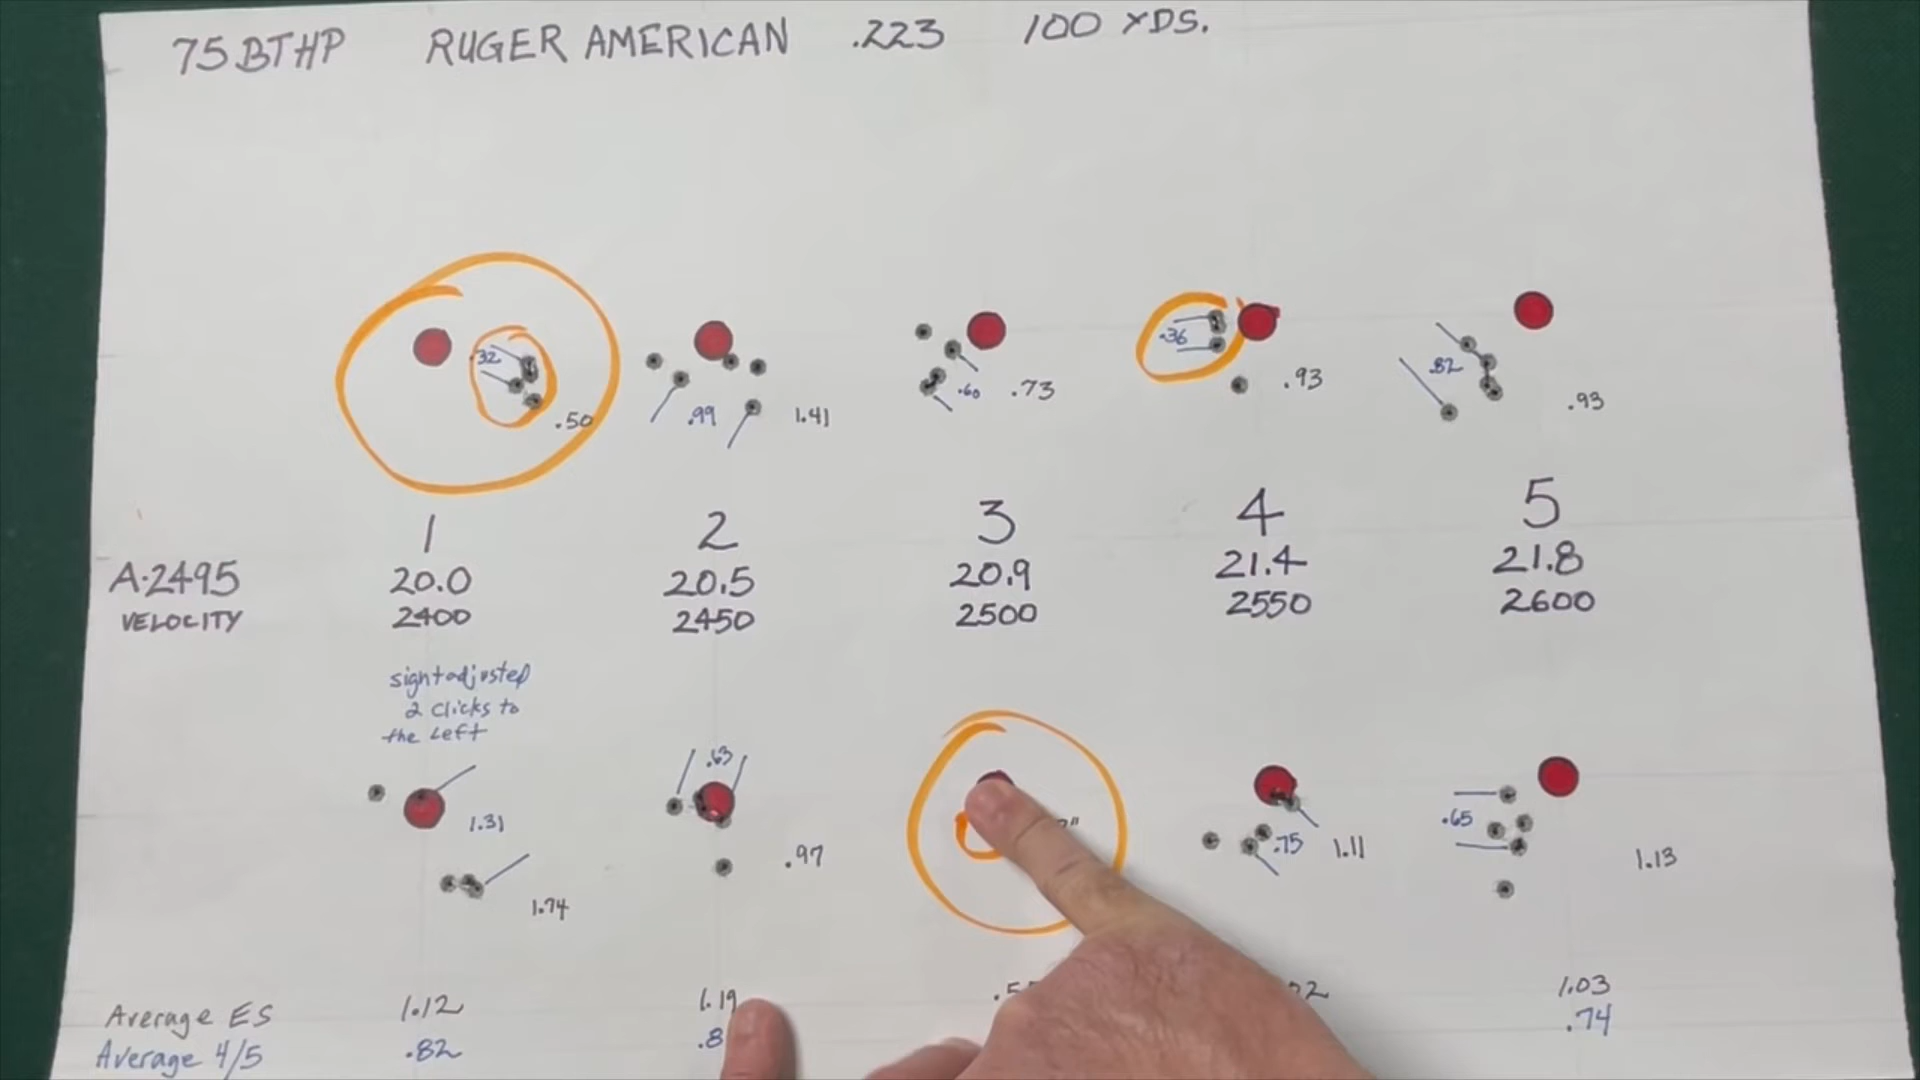 75 BTHP RUGER AMERICAN .223 100 YDS.
.32 .36
.50 .99 1.41 .60 .73 .93 .82 .93
1 2 3 4 5
A-2495 20.0 20.5 20.9 21.4 21.8
VELOCITY 2400 2450 2500 2550 2600
sight adjusted
2 clicks to
the Left
.63
1.31 .65
.97 .75 1.11 1.13
1.74
Average ES 1.12 1.19 1.03
Average 4/5 .82 .74